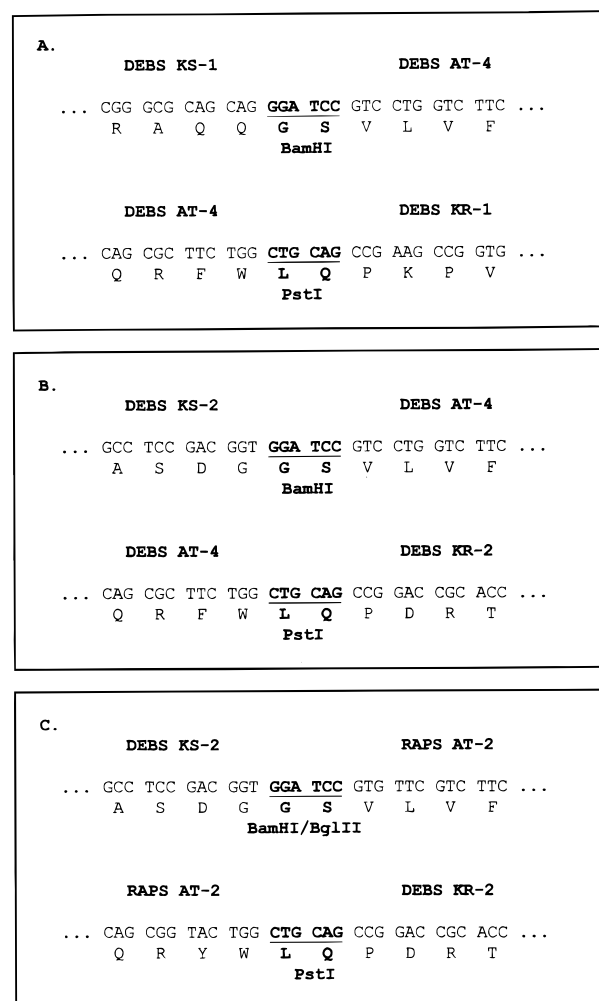 A.
DEBS KS-1 DEBS AT-4
... CGG GCG CAG CAG GGA TCC GTC CTG GTC TTC ...
R A Q Q G S V L V F
BamHI
DEBS AT-4 DEBS KR-1
... CAG CGC TTC TGG CTG CAG CCG AAG CCG GTG ...
Q R F W L Q P K P V
PstI
B.
DEBS KS-2 DEBS AT-4
... GCC TCC GAC GGT GGA TCC GTC CTG GTC TTC ...
A S D G G S V L V F
BamHI
DEBS AT-4 DEBS KR-2
... CAG CGC TTC TGG CTG CAG CCG GAC CGC ACC ...
Q R F W L Q P D R T
PstI
C.
DEBS KS-2 RAPS AT-2
... GCC TCC GAC GGT GGA TCC GTG TTC GTC TTC ...
A S D G G S V L V F
BamHI/BglII
RAPS AT-2 DEBS KR-2
... CAG CGG TAC TGG CTG CAG CCG GAC CGC ACC ...
Q R Y W L Q P D R T
PstI